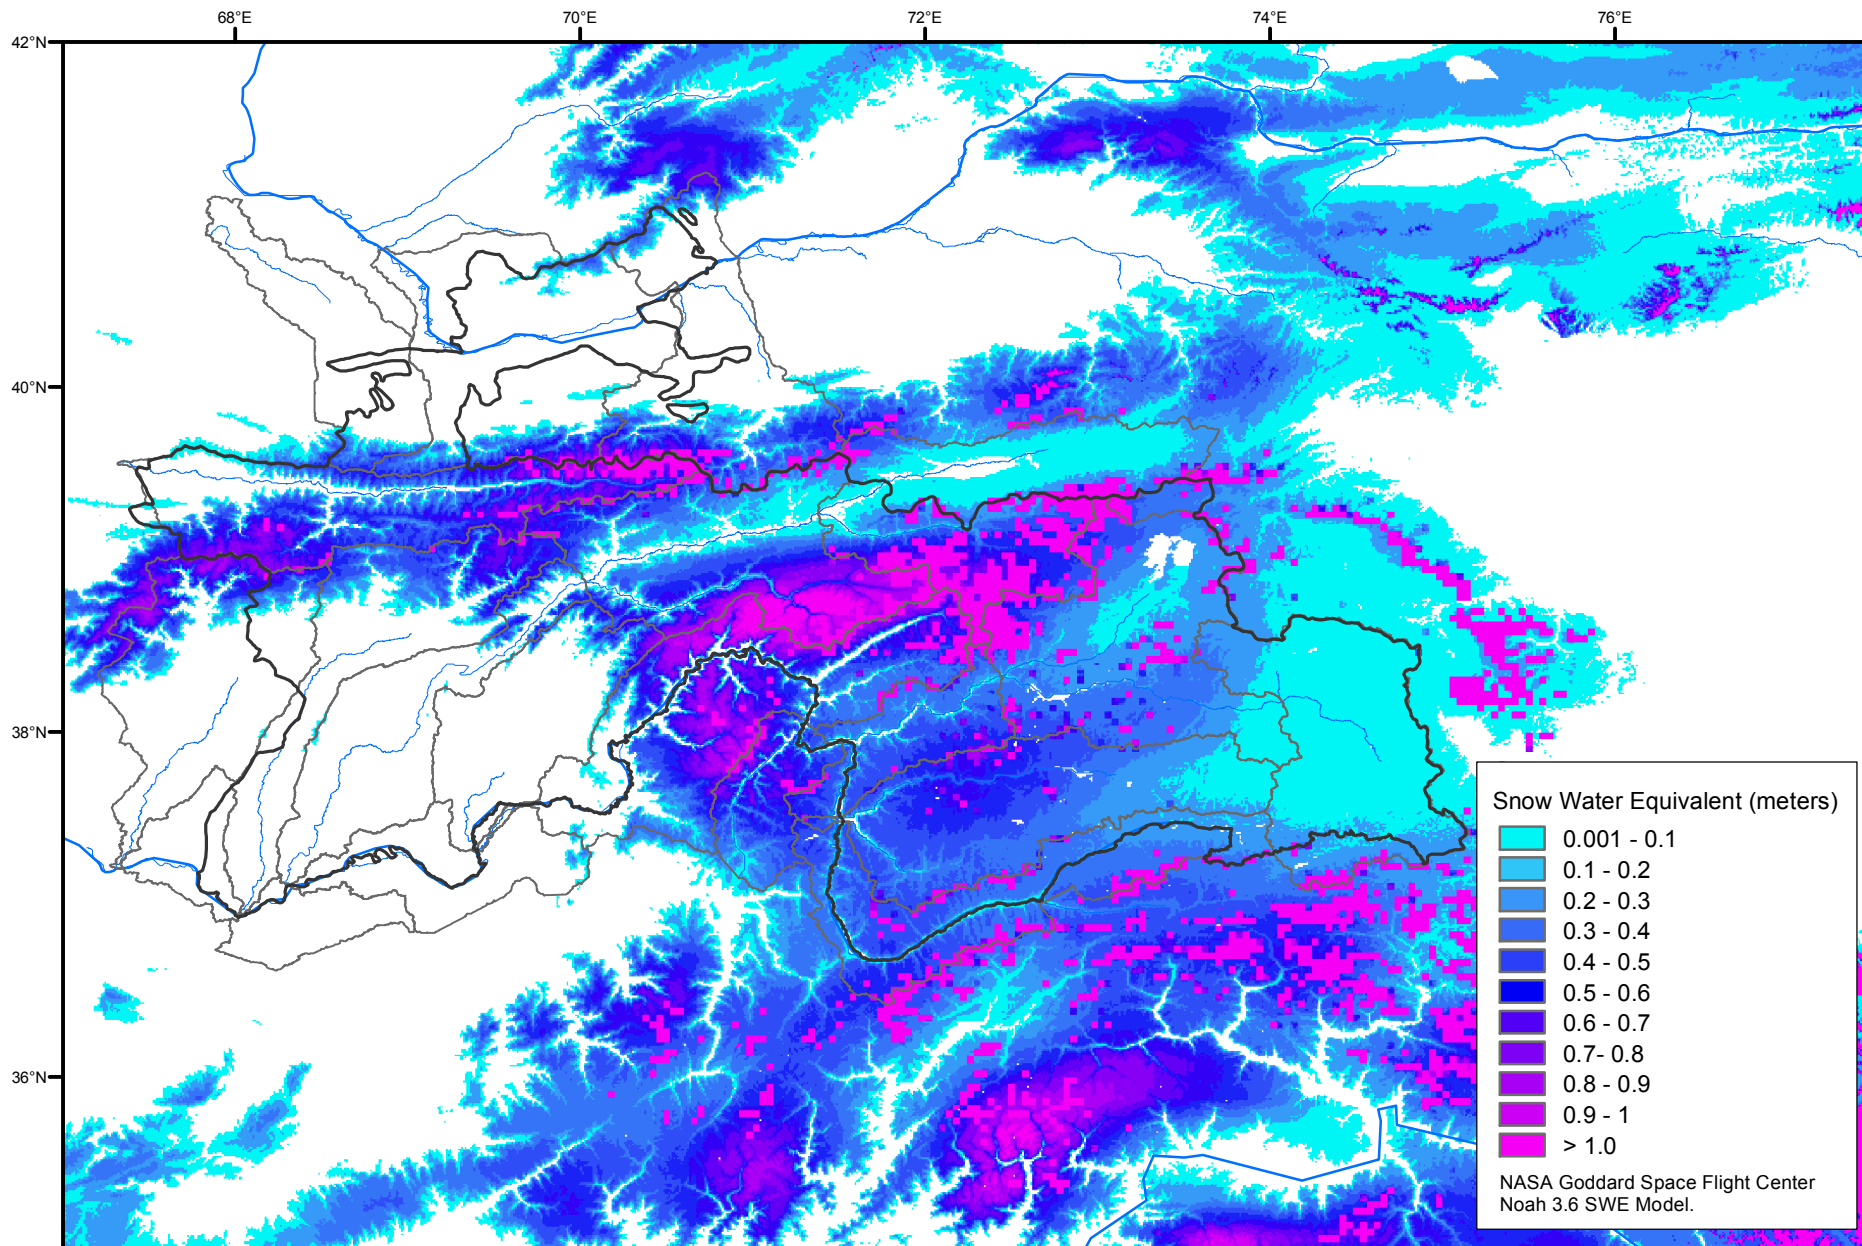 68°E 70°E 72°E 74°E 76°E
42°N
40°N
38°N
36°N
Snow Water Equivalent (meters)
0.001 - 0.1
0.1 - 0.2
0.2 - 0.3
0.3 - 0.4
0.4 - 0.5
0.5 - 0.6
0.6 - 0.7
0.7- 0.8
0.8 - 0.9
0.9 - 1
> 1.0
NASA Goddard Space Flight Center
Noah 3.6 SWE Model.